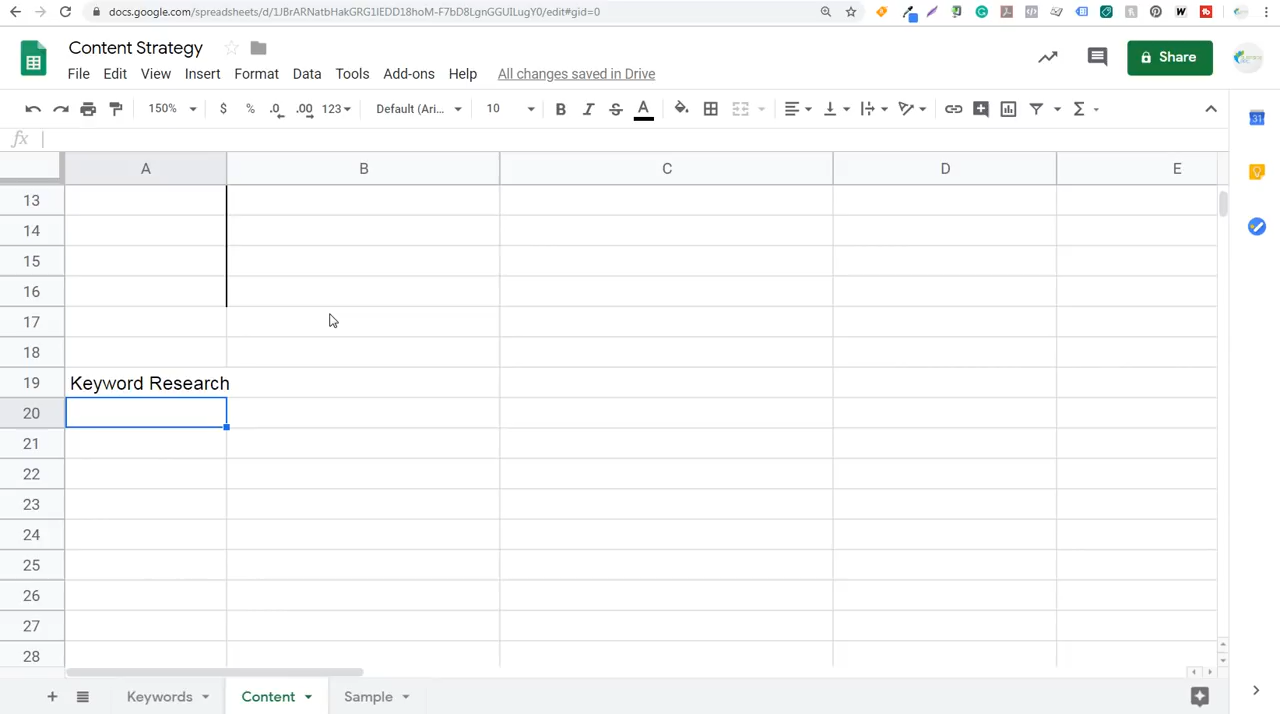 docs.google.com/spreadsheets/d/1JBrARNatbHakGRG1IEDD18hoM-F7bD8LgnGGUILugY0/edit#gid=0
Content Strategy
File Edit View Insert Format Data Tools Add-ons Help All changes saved in Drive
Share
150% $ % .0 .00 123 Default (Ari... 10 B I S A Σ
fx
A B C D E
13
14
15
16
17
18
19 Keyword Research
20
21
22
23
24
25
26
27
28
+ Keywords Content Sample
31